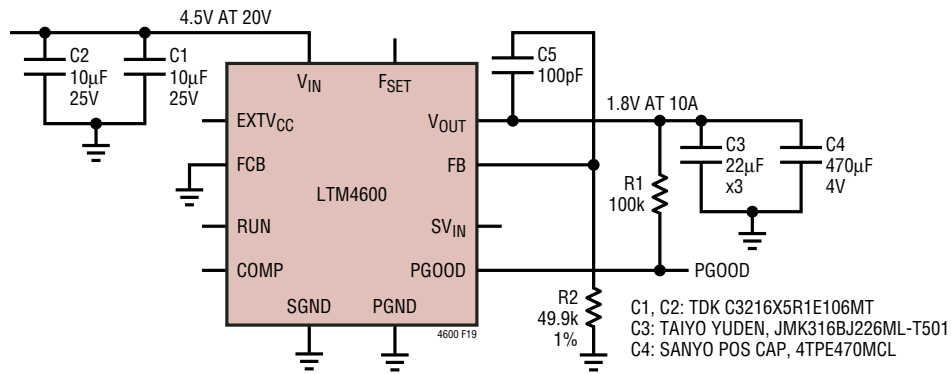 4.5V AT 20V
C2
10μF
25V
C1
10μF
25V
VIN
FSET
C5
100pF
1.8V AT 10A
EXTVCC
VOUT
FCB
FB
LTM4600
R1
100k
C3
22μF
x3
C4
470μF
4V
RUN
SVIN
COMP
PGOOD
PGOOD
SGND
PGND
R2
49.9k
1%
4600 F19
C1, C2: TDK C3216X5R1E106MT
C3: TAIYO YUDEN, JMK316BJ226ML-T501
C4: SANYO POS CAP, 4TPE470MCL